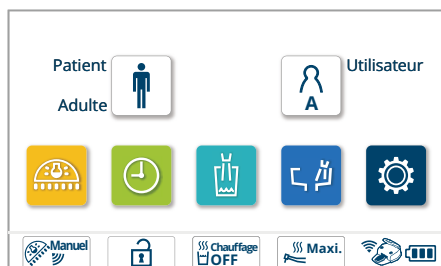 Patient
Adulte
Utilisateur
A
Manuel
Chauffage
OFF
Maxi.